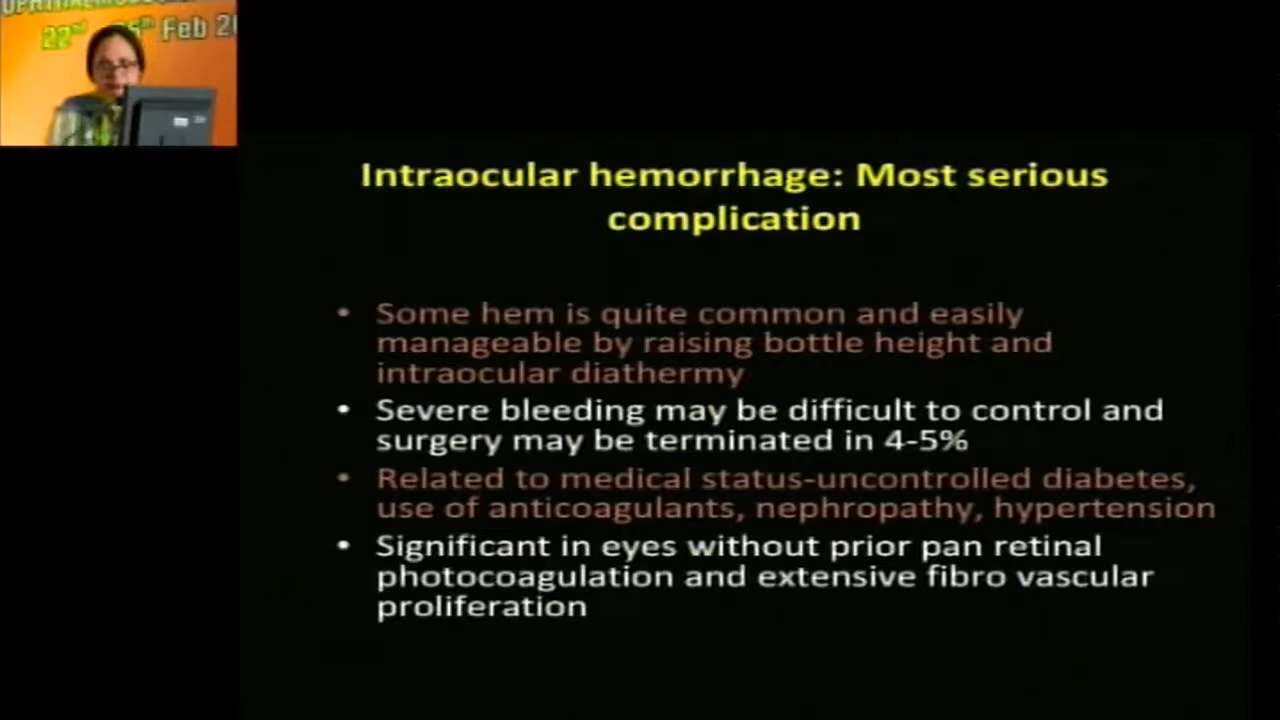 22nd
Feb
Intraocular hemorrhage: Most serious
complication
• Some hem is quite common and easily
manageable by raising bottle height and
intraocular diathermy
• Severe bleeding may be difficult to control and
surgery may be terminated in 4-5%
• Related to medical status-uncontrolled diabetes,
use of anticoagulants, nephropathy, hypertension
• Significant in eyes without prior pan retinal
photocoagulation and extensive fibro vascular
proliferation